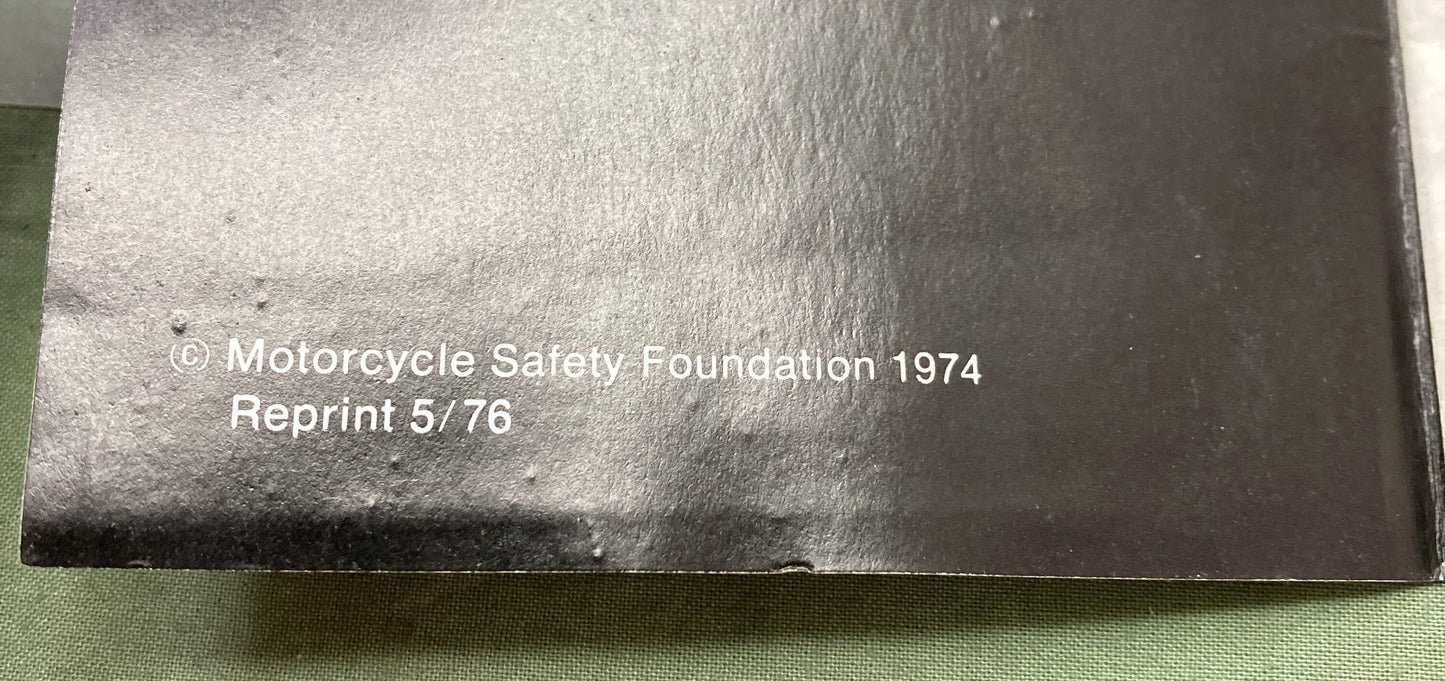 © Motorcycle Safety Foundation 1974
Reprint 5/76